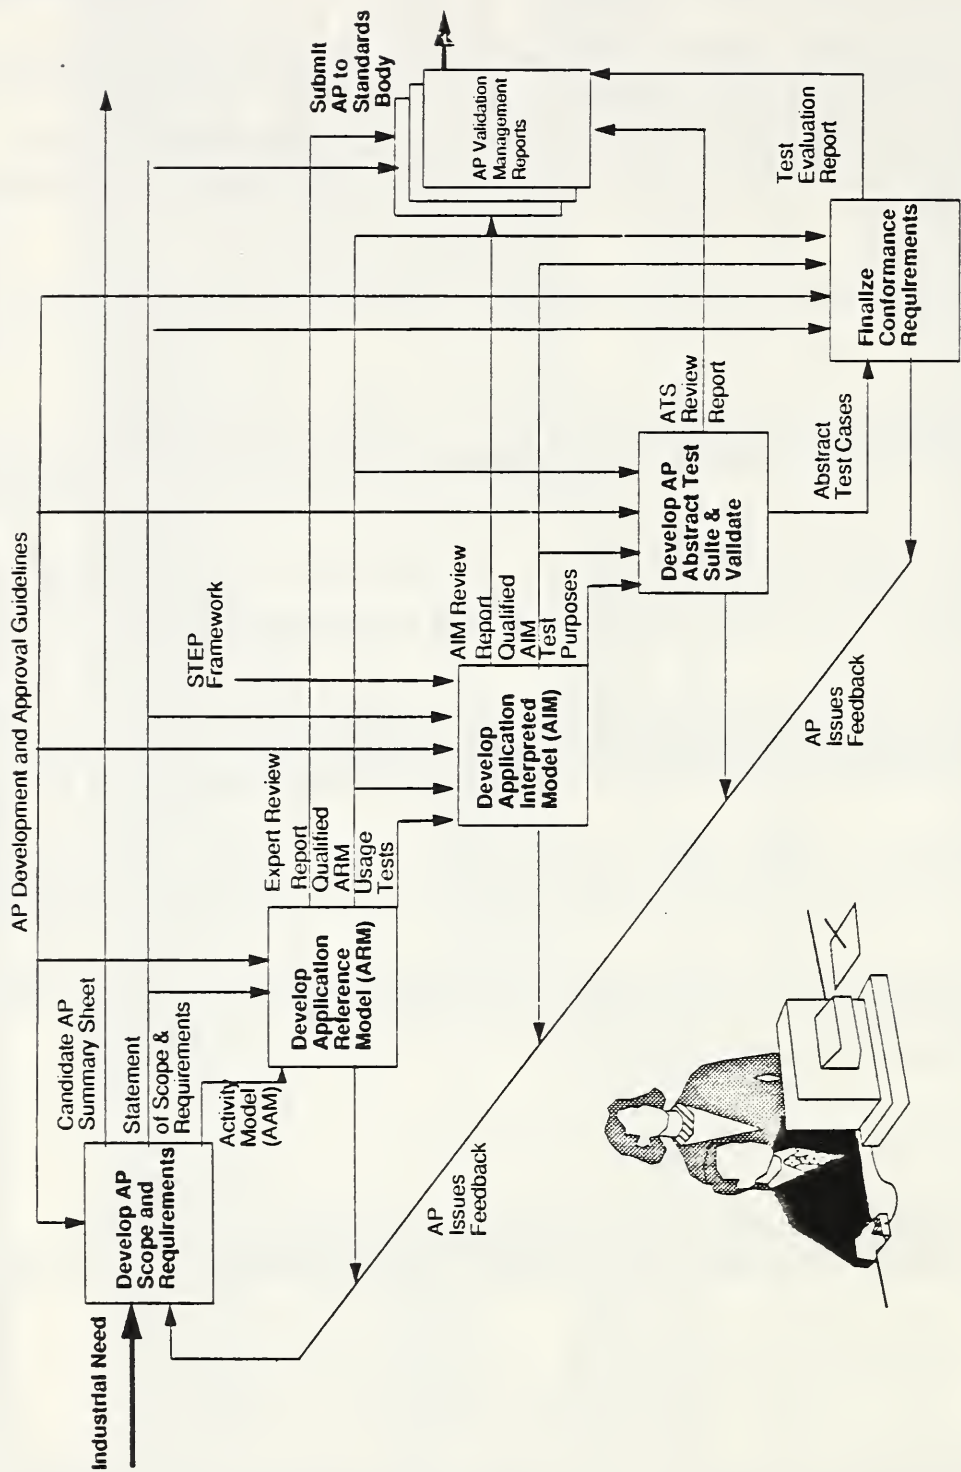 AP Development and Approval Guidelines
Industrial Need
Develop AP
Scope and
Requirements
Candidate AP
Summary Sheet
Statement
of Scope &
Requirements
Activity
Model
(AAM)
Develop
Application
Reference
Model (ARM)
Expert Review
Report
Qualified
ARM
Usage
Tests
STEP
Framework
Develop
Application
Interpreted
Model (AIM)
AIM Review
Report
Qualified
AIM
Test
Purposes
Develop AP
Abstract Test
Suite &
Validate
ATS
Review
Report
Abstract
Test Cases
Finalize
Conformance
Requirements
Test
Evaluation
Report
AP Validation
Management
Reports
Submit
AP to
Standards
Body
AP
Issues
Feedback
AP
Issues
Feedback